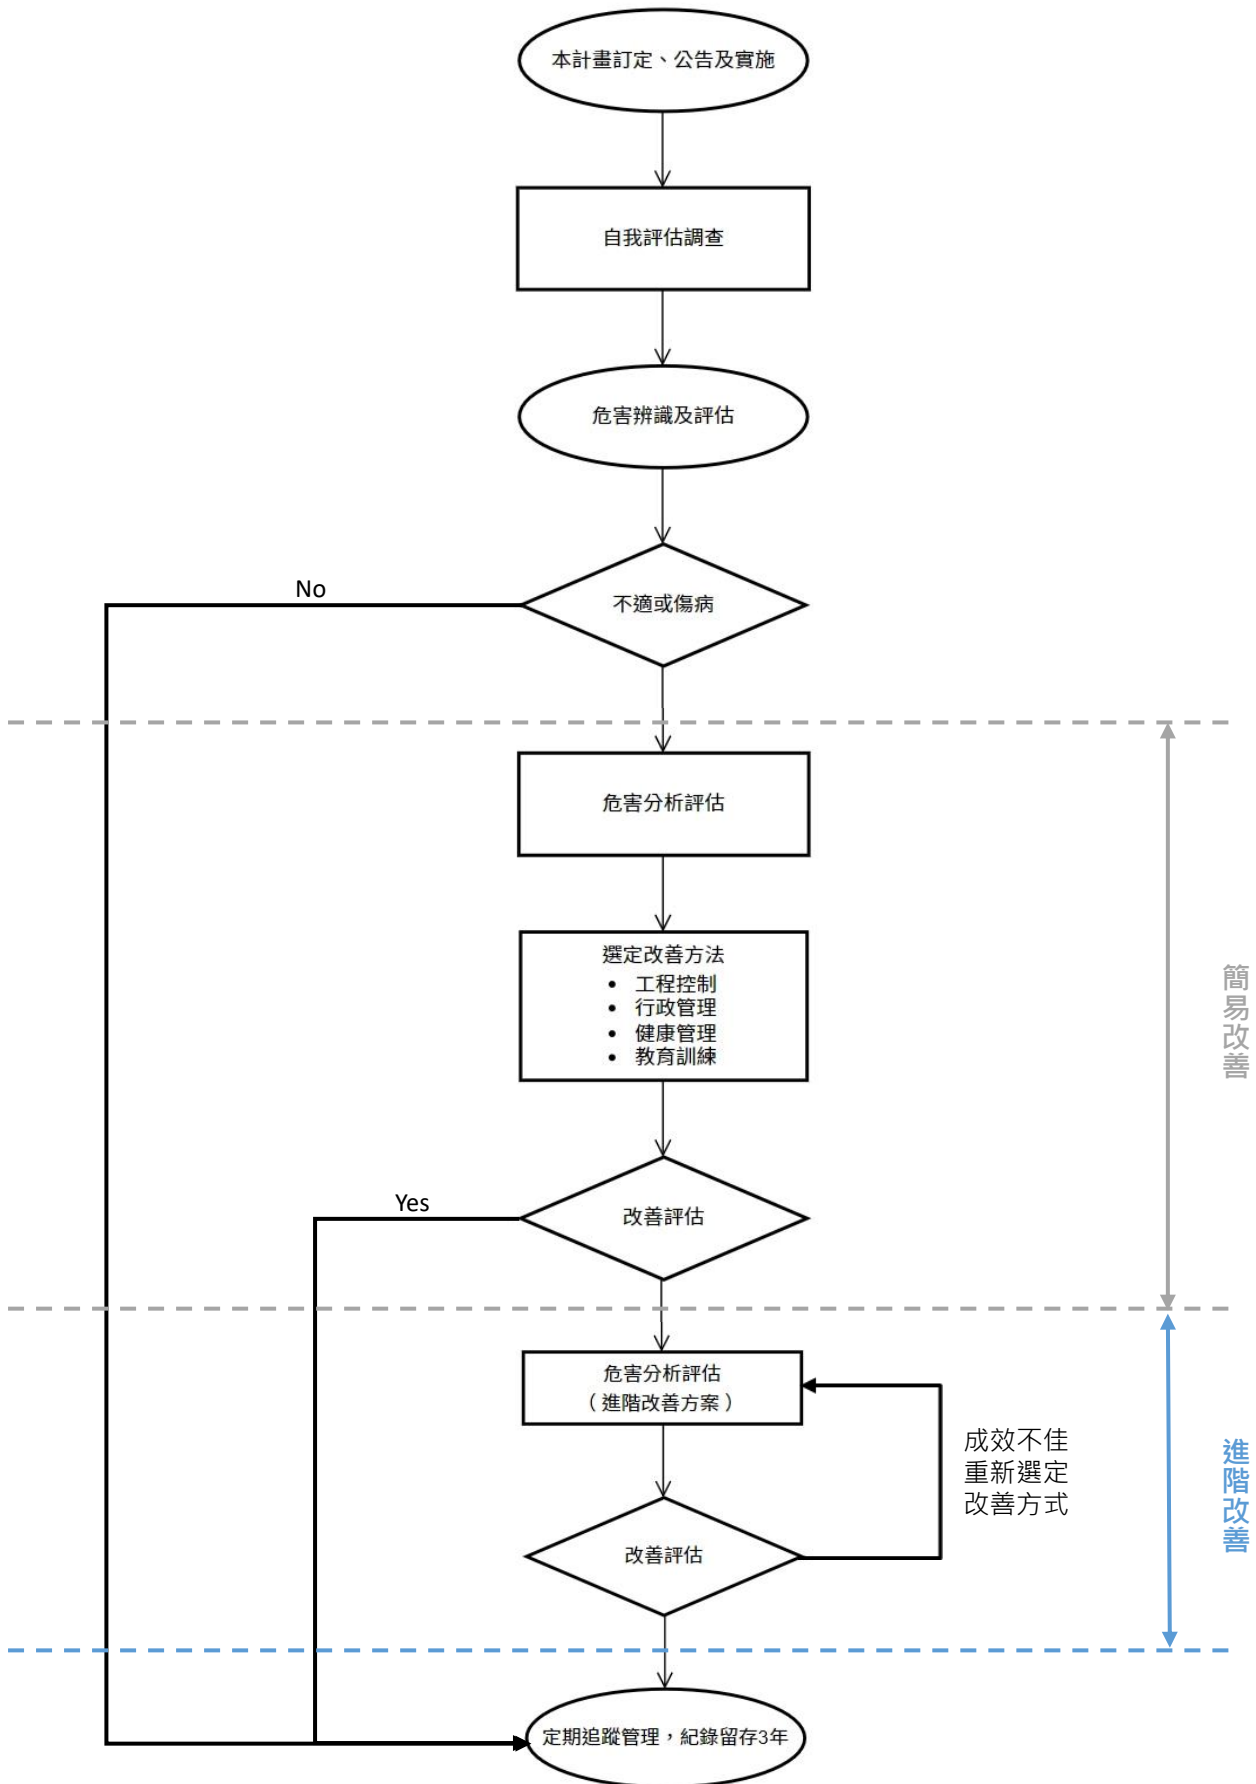 本計畫訂定、公告及實施
自我評估調查
危害辨識及評估
No
不適或傷病
危害分析評估
選定改善方法
• 工程控制
• 行政管理
• 健康管理
• 教育訓練
簡易改善
Yes
改善評估
危害分析評估
（進階改善方案）
成效不佳
重新選定
改善方式
進階改善
改善評估
定期追蹤管理，紀錄留存3年